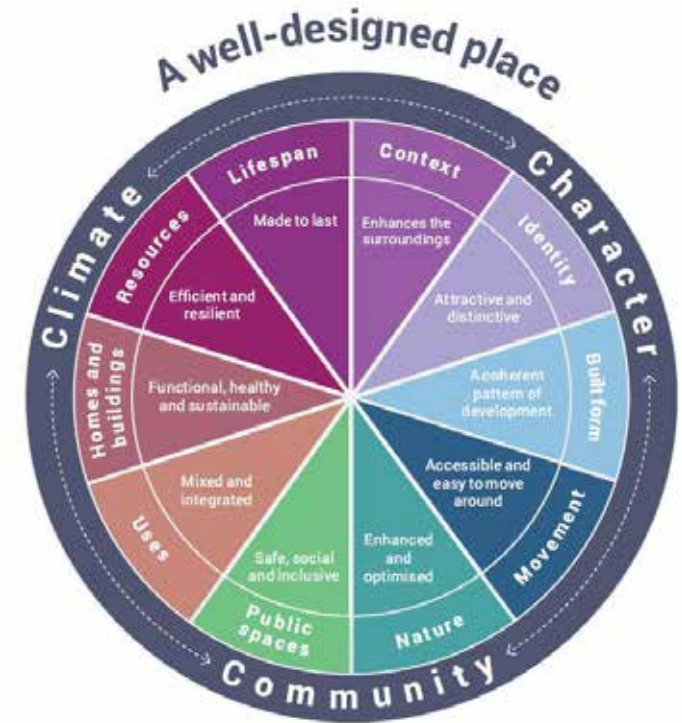 A well-designed place
Climate
Character
Community
Context
Enhances the
surroundings
Identity
Attractive and
distinctive
Built form
A coherent
pattern of
development
Movement
Accessible and
easy to move
around
Nature
Enhanced
and
optimised
Public
spaces
Safe, social
and inclusive
Uses
Mixed and
integrated
Homes and
buildings
Functional, healthy
and sustainable
Resources
Efficient and
resilient
Lifespan
Made to last